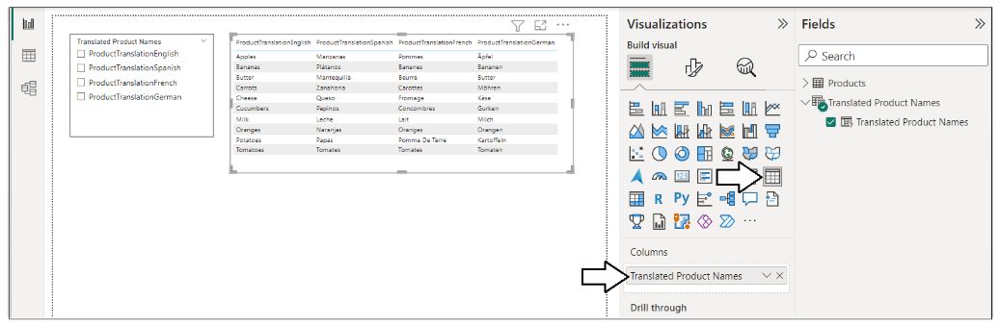 Translated Product Names
ProductTranslationEnglish
ProductTranslationSpanish
ProductTranslationFrench
ProductTranslationGerman
ProductTranslationEnglish ProductTranslationSpanish ProductTranslationFrench ProductTranslationGerman
Apples Manzanas Pommes Äpfel
Bananas Plátanos Bananes Bananen
Butter Mantequilla Beurre Butter
Carrots Zanahoria Carottes Möhren
Cheese Queso Fromage Käse
Cucumbers Pepinos Concombres Gurken
Milk Leche Lait Milch
Oranges Naranjas Oranges Orangen
Potatoes Papas Pomme De Terre Kartoffeln
Tomatoes Tomates Tomates Tomaten
Visualizations
Build visual
123
R Py
Columns
Translated Product Names
Drill through
Fields
Search
Products
Translated Product Names
Translated Product Names